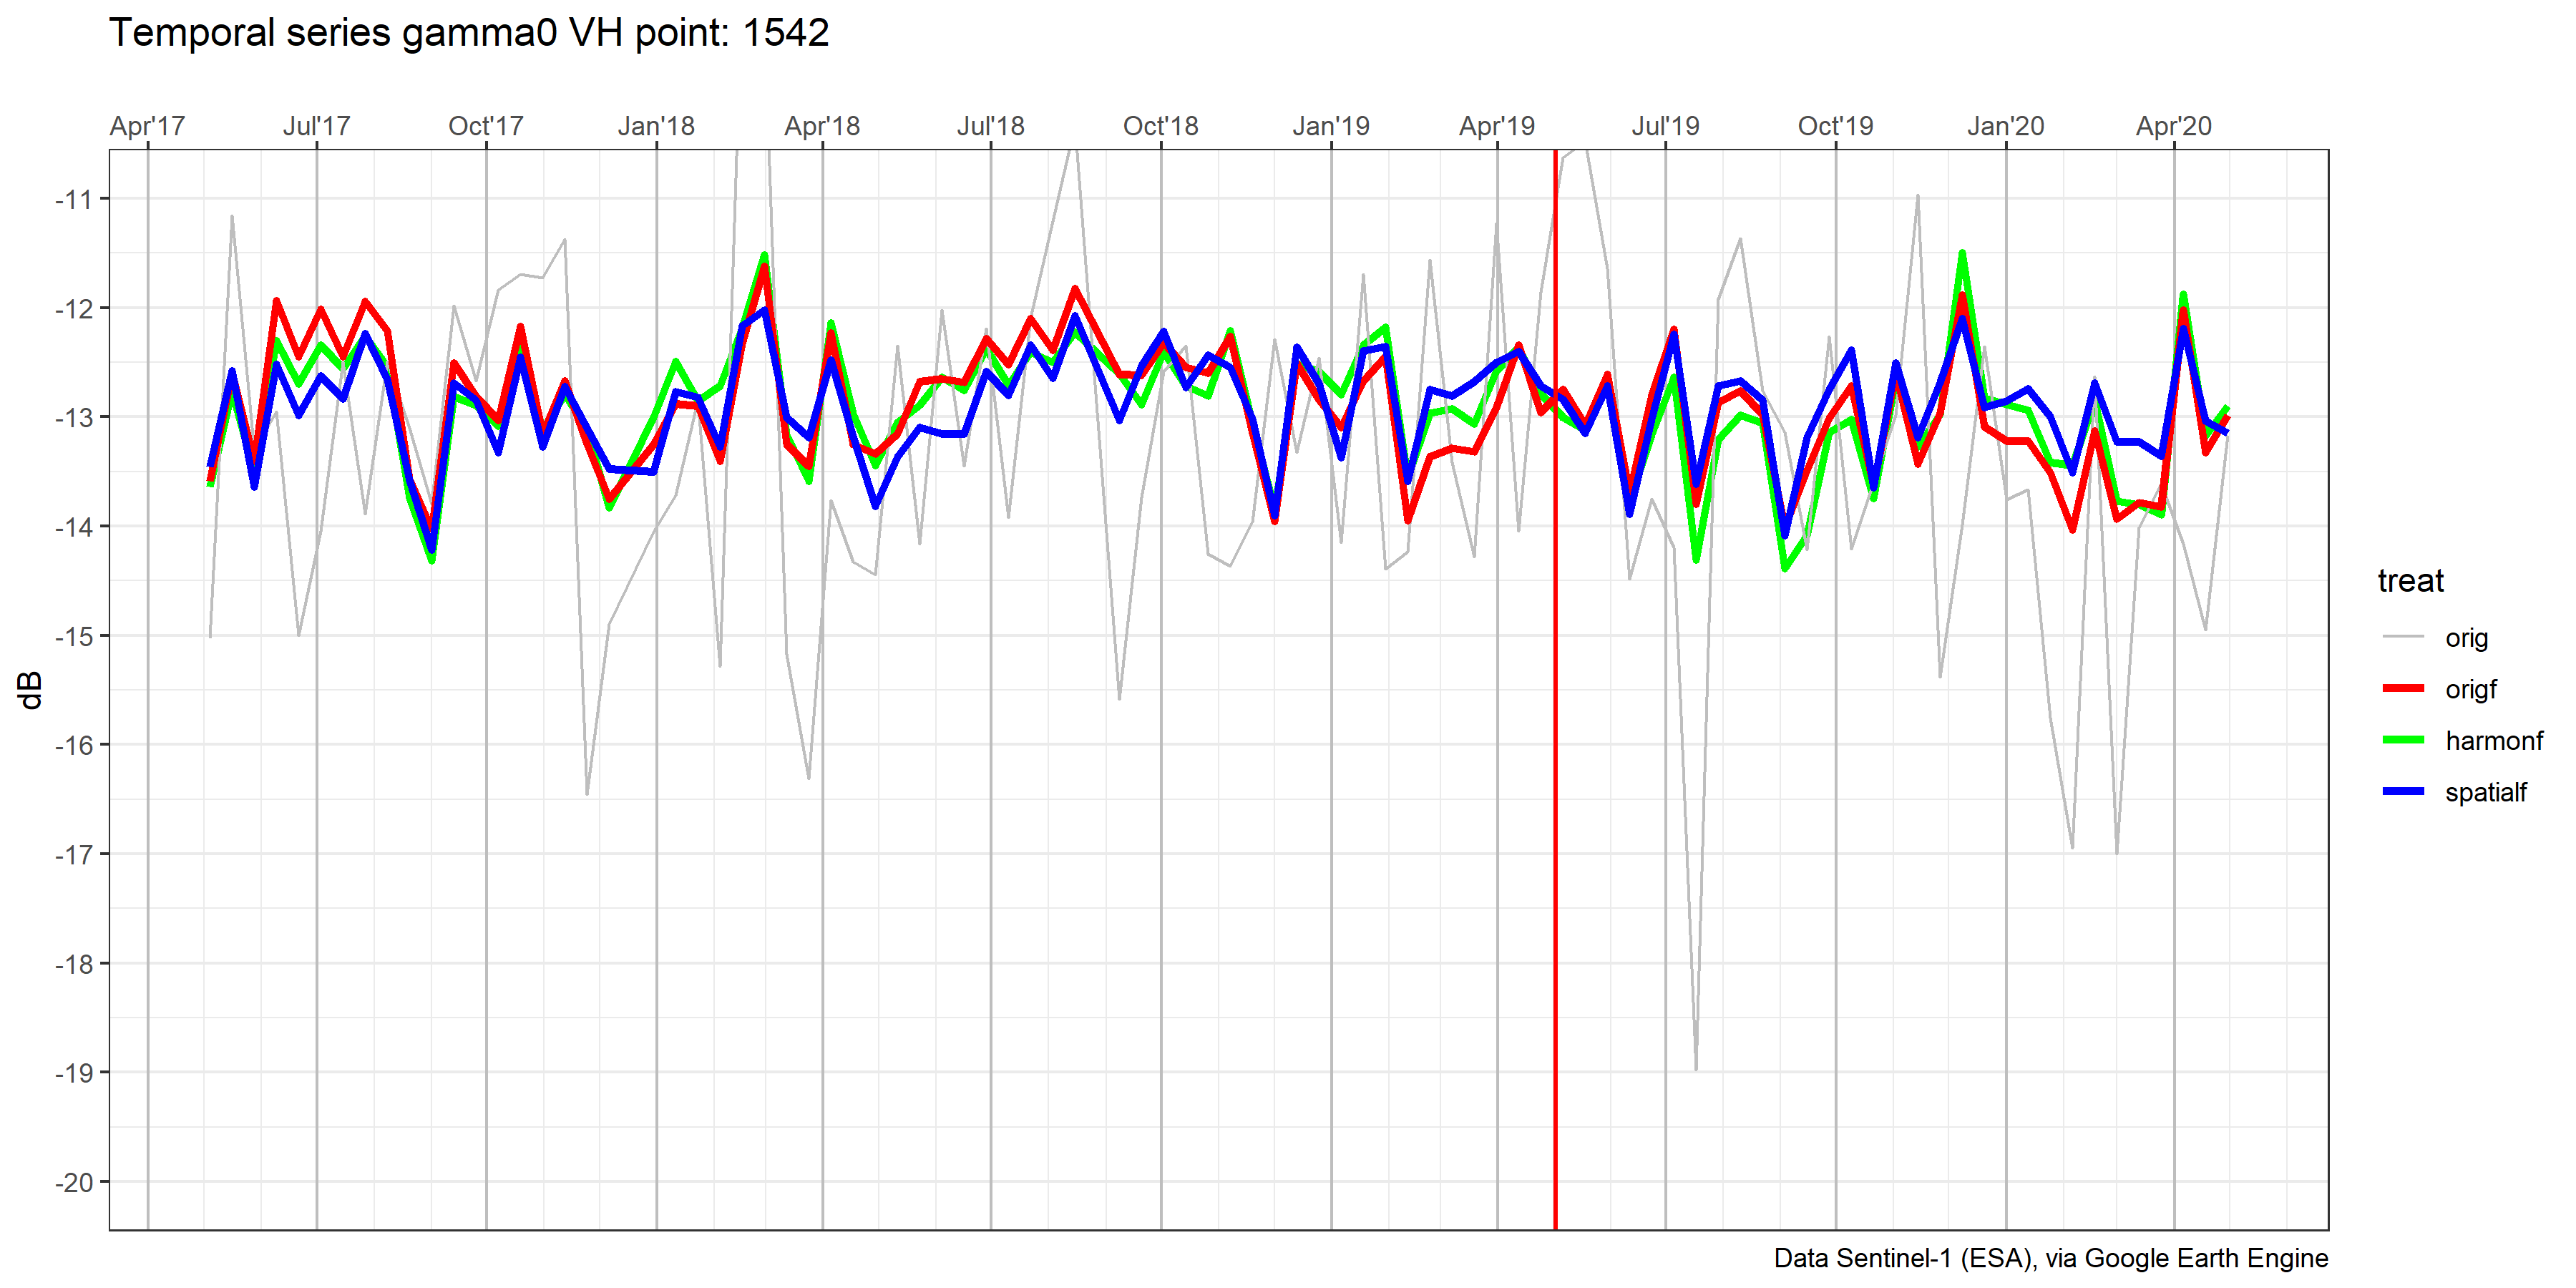 Temporal series gamma0 VH point: 1542
Apr'17 Jul'17 Oct'17 Jan'18 Apr'18 Jul'18 Oct'18 Jan'19 Apr'19 Jul'19 Oct'19 Jan'20 Apr'20
-11
-12
-13
-14
-15
-16
-17
-18
-19
-20
dB
treat
orig
origf
harmonf
spatialf
Data Sentinel-1 (ESA), via Google Earth Engine